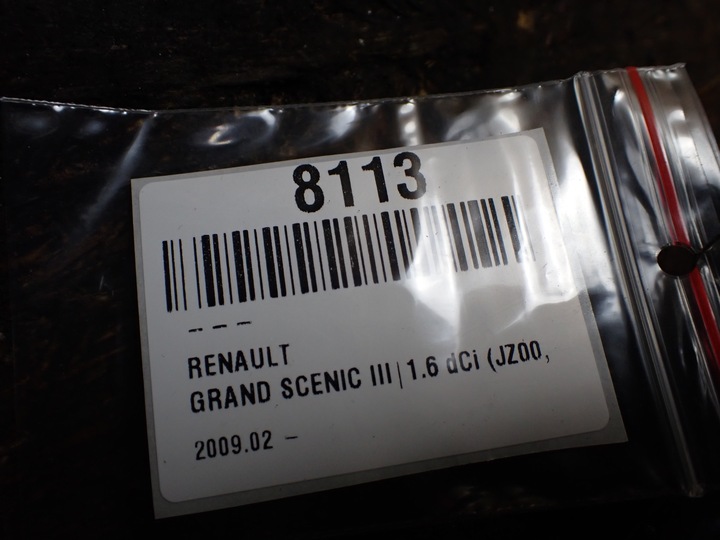 8113
– – –
RENAULT
GRAND SCENIC III | 1.6 dCi (JZ00,
2009.02 –